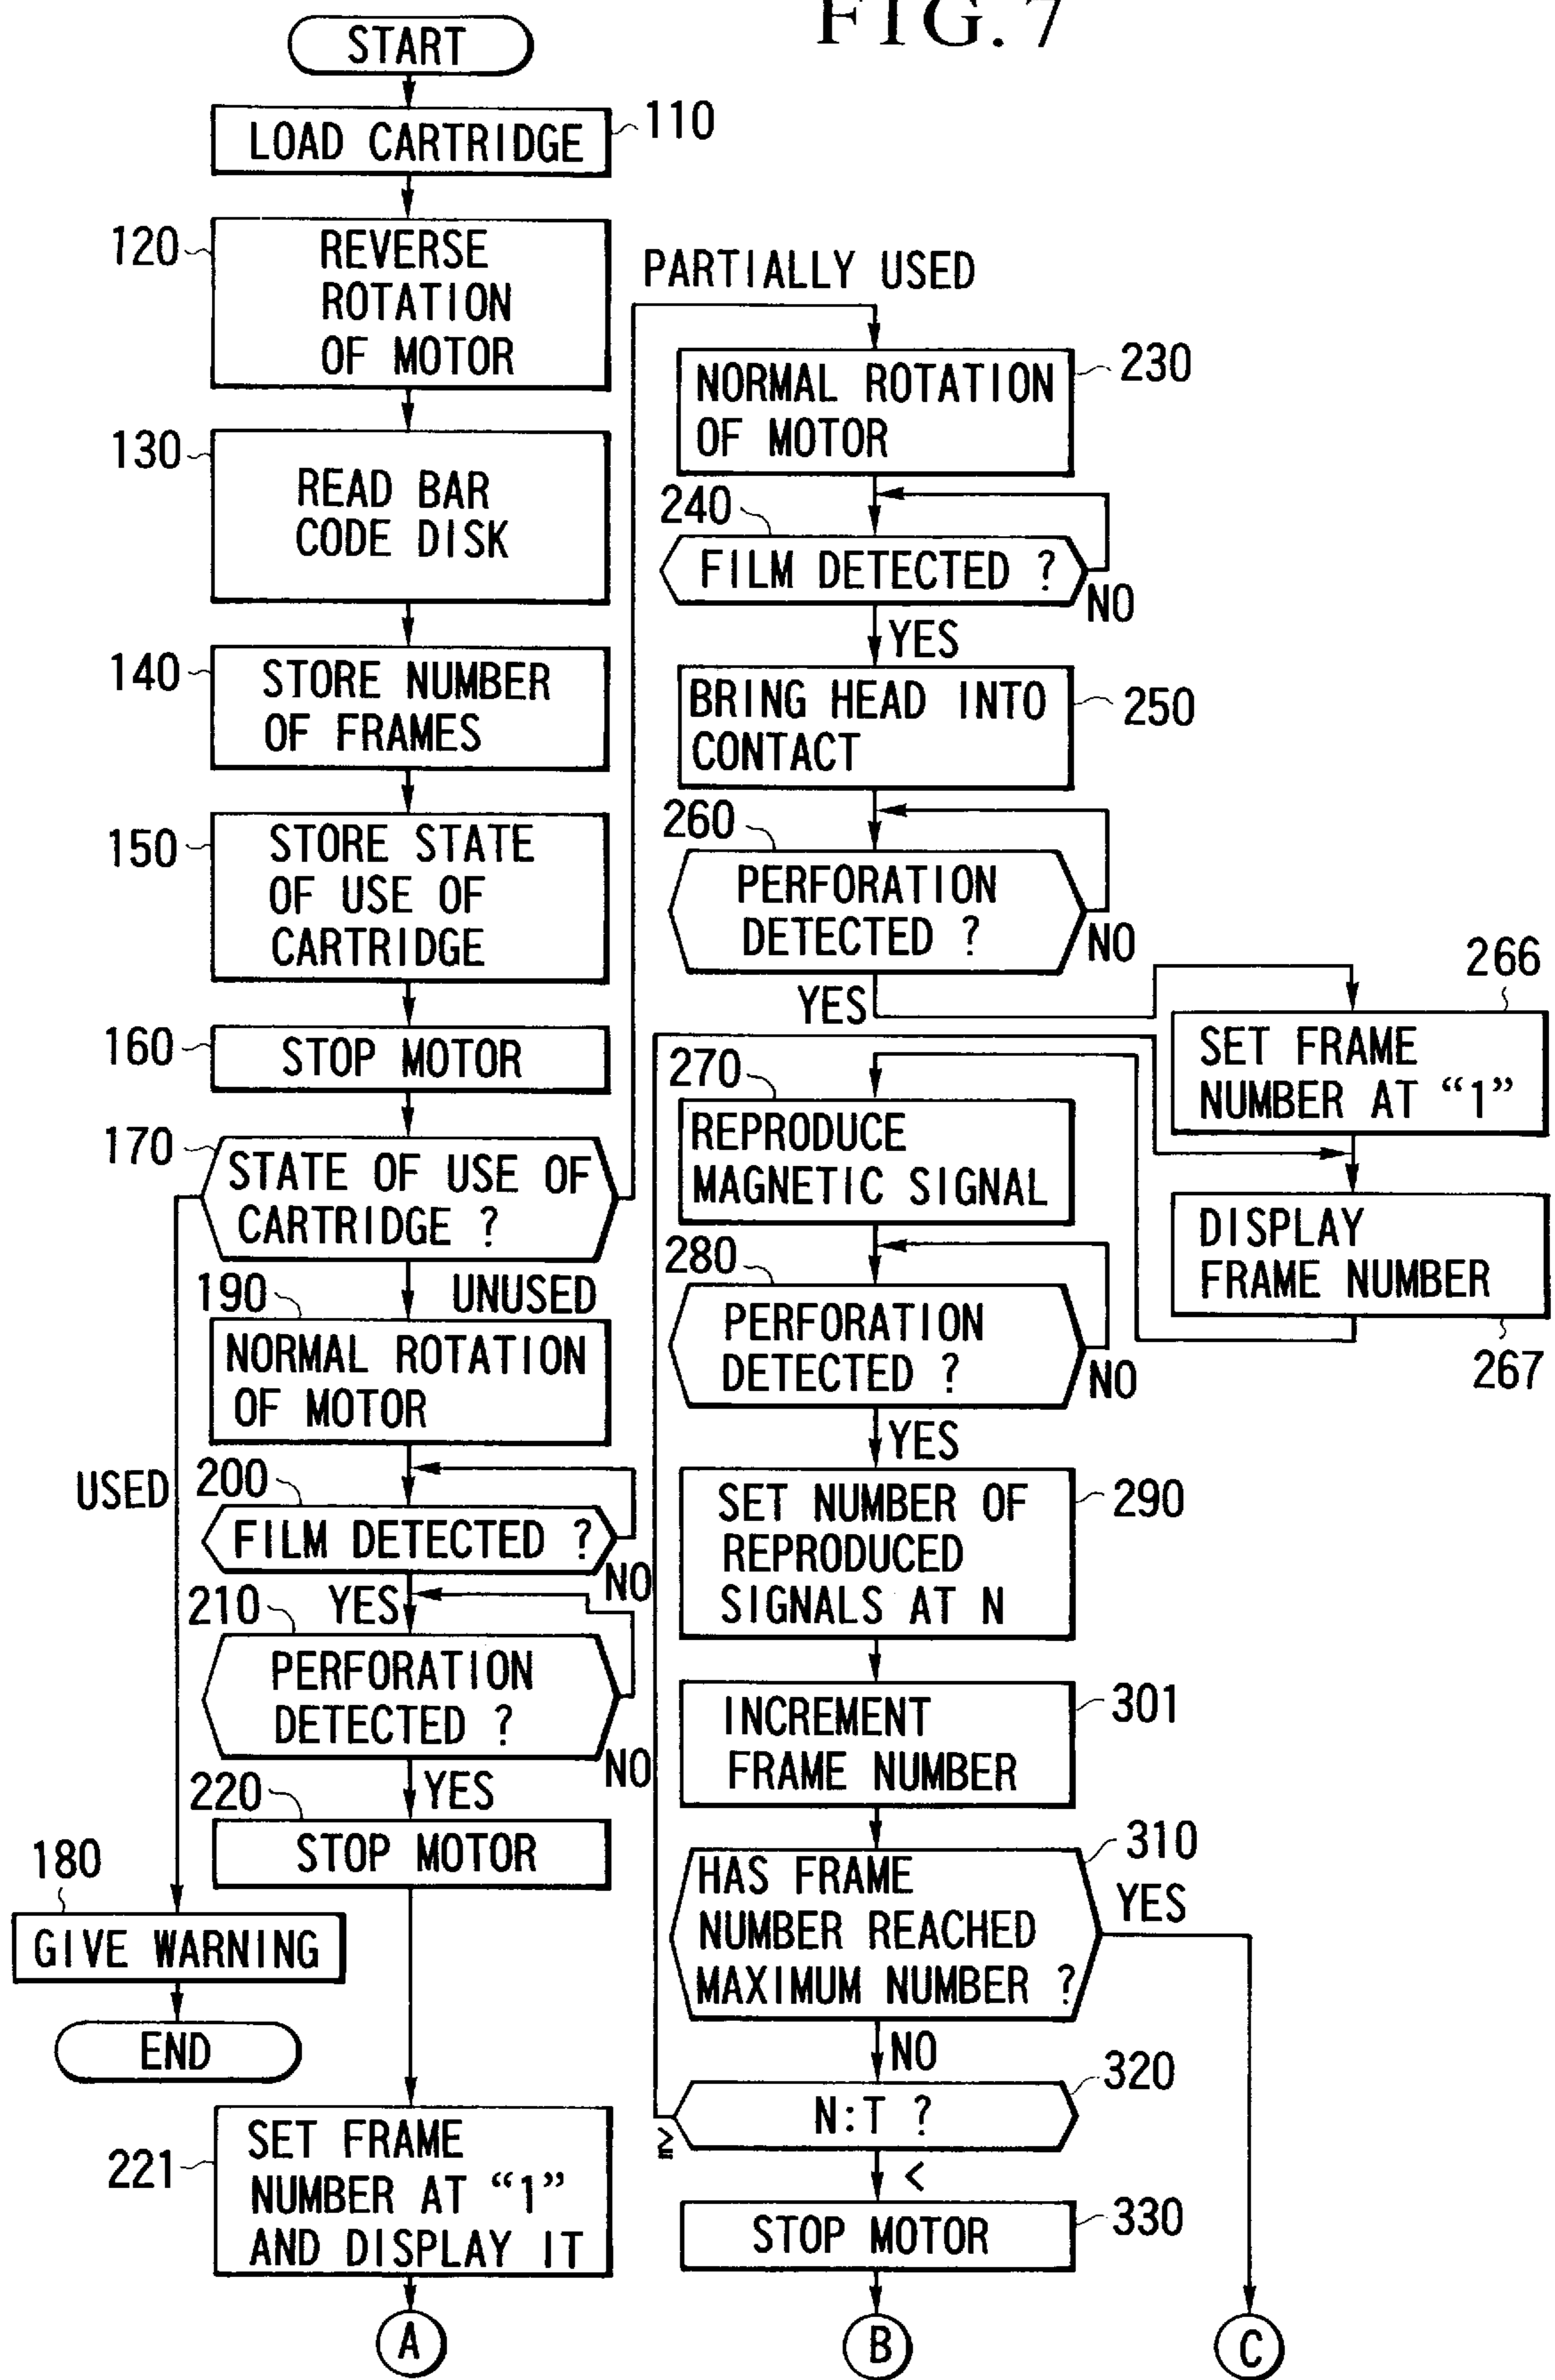 FIG. 7
START
LOAD CARTRIDGE
110
120
REVERSE
ROTATION
OF MOTOR
130
READ BAR
CODE DISK
140
STORE NUMBER
OF FRAMES
150
STORE STATE
OF USE OF
CARTRIDGE
160
STOP MOTOR
170
STATE OF USE OF
CARTRIDGE ?
PARTIALLY USED
UNUSED
USED
190
NORMAL ROTATION
OF MOTOR
200
FILM DETECTED ?
NO
YES
210
PERFORATION
DETECTED ?
NO
YES
220
STOP MOTOR
180
GIVE WARNING
END
221
SET FRAME
NUMBER AT “1”
AND DISPLAY IT
A
230
NORMAL ROTATION
OF MOTOR
240
FILM DETECTED ?
NO
YES
250
BRING HEAD INTO
CONTACT
260
PERFORATION
DETECTED ?
NO
YES
266
SET FRAME
NUMBER AT “1”
DISPLAY
FRAME NUMBER
267
270
REPRODUCE
MAGNETIC SIGNAL
280
PERFORATION
DETECTED ?
NO
YES
290
SET NUMBER OF
REPRODUCED
SIGNALS AT N
301
INCREMENT
FRAME NUMBER
310
HAS FRAME
NUMBER REACHED
MAXIMUM NUMBER ?
YES
NO
320
N:T ?
≧
<
330
STOP MOTOR
B
C